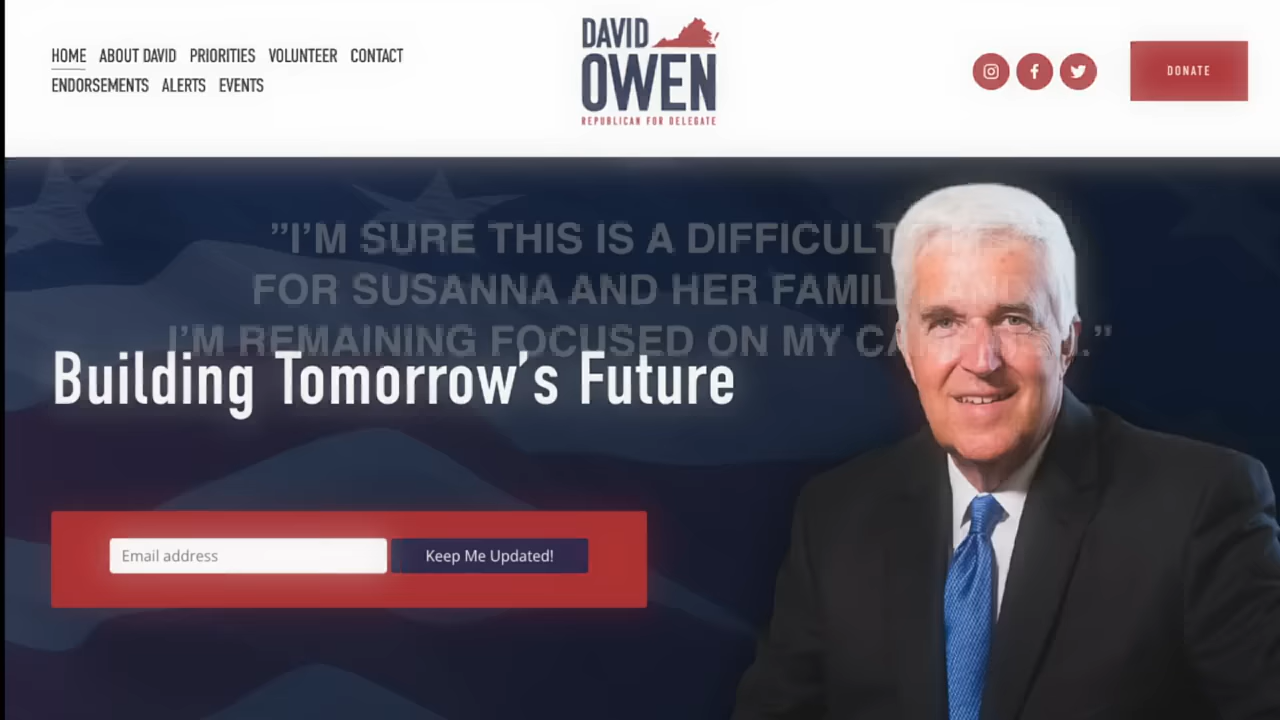 HOME ABOUT DAVID PRIORITIES VOLUNTEER CONTACT
ENDORSEMENTS ALERTS EVENTS
DAVID
OWEN
REPUBLICAN FOR DELEGATE
DONATE
"I'M SURE THIS IS A DIFFICULT
FOR SUSANNA AND HER
I'M REMAINING FOCUSED ON MY
Building Tomorrow's Future
Email address
Keep Me Updated!